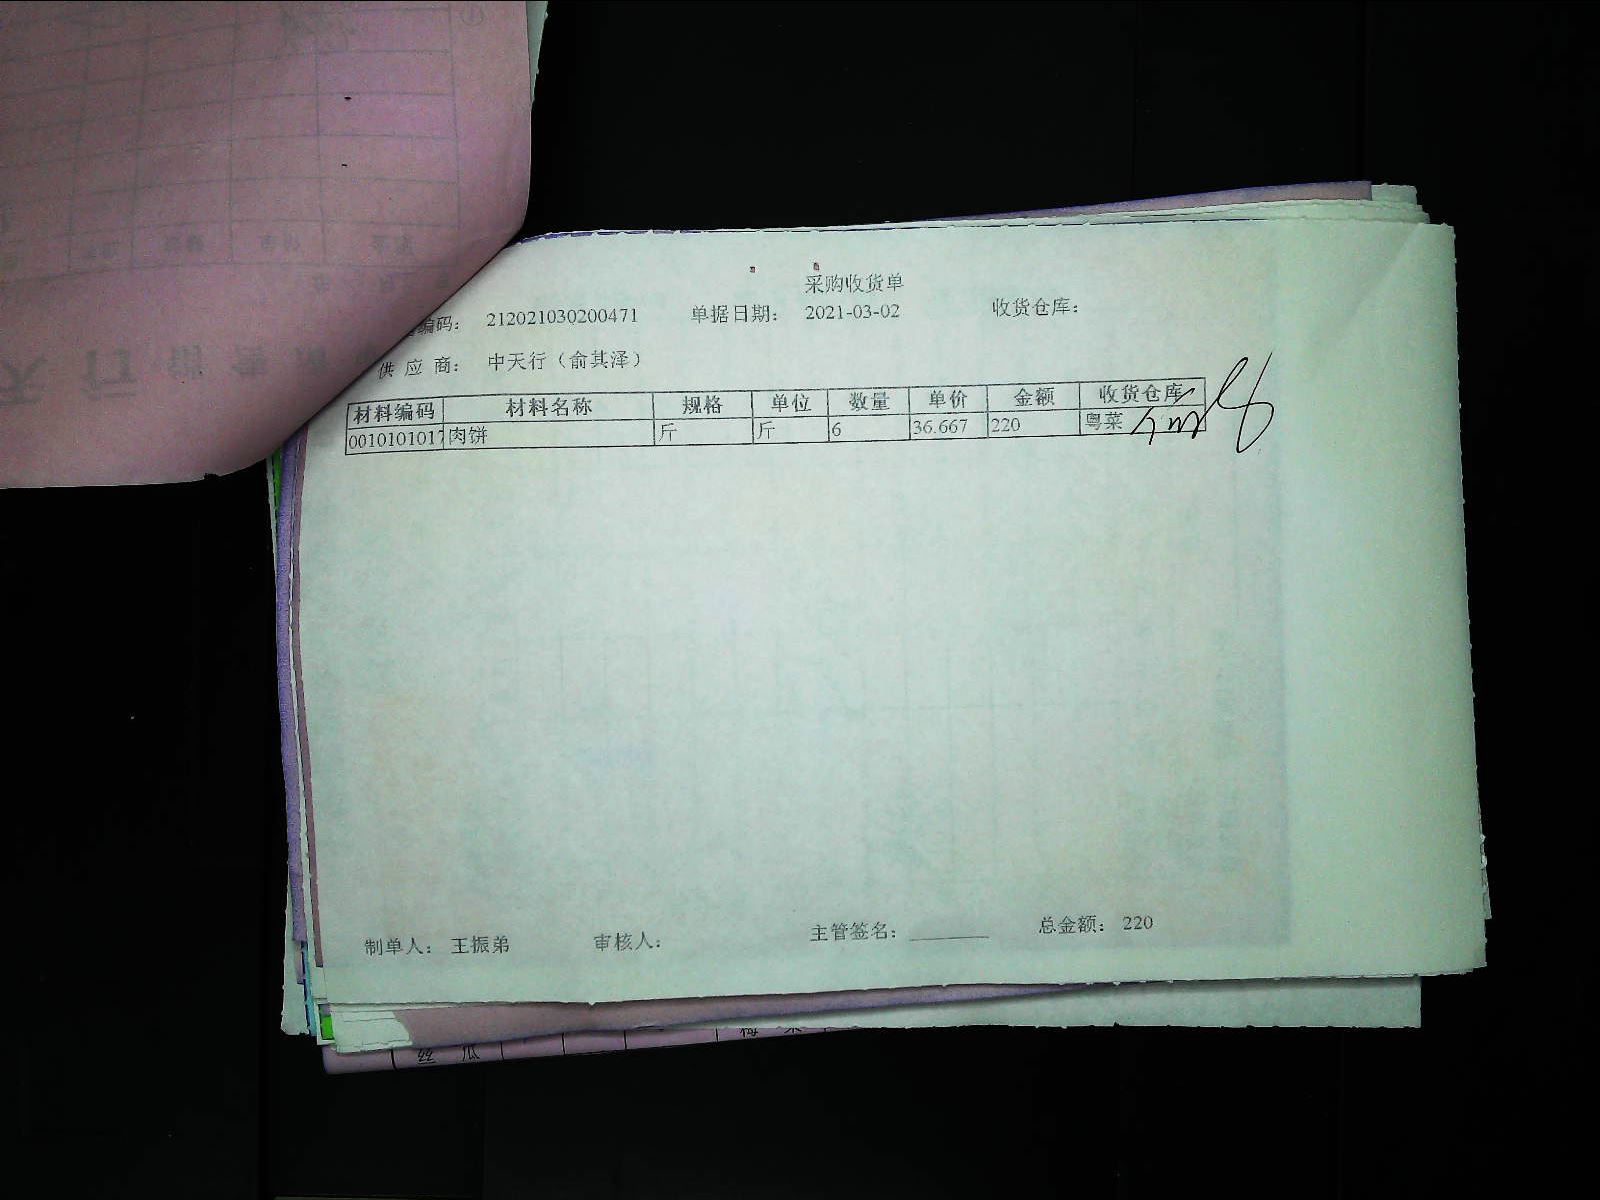 采购收货单
编码： 212021030200471 单据日期： 2021-03-02 收货仓库：
供应商： 中天行（俞其泽）
材料编码 材料名称 规格 单位 数量 单价 金额 收货仓库
0010101017 肉饼 斤 斤 6 36.667 220 粤菜
制单人： 王振弟 审核人： 主管签名： 总金额： 220
丝 瓜